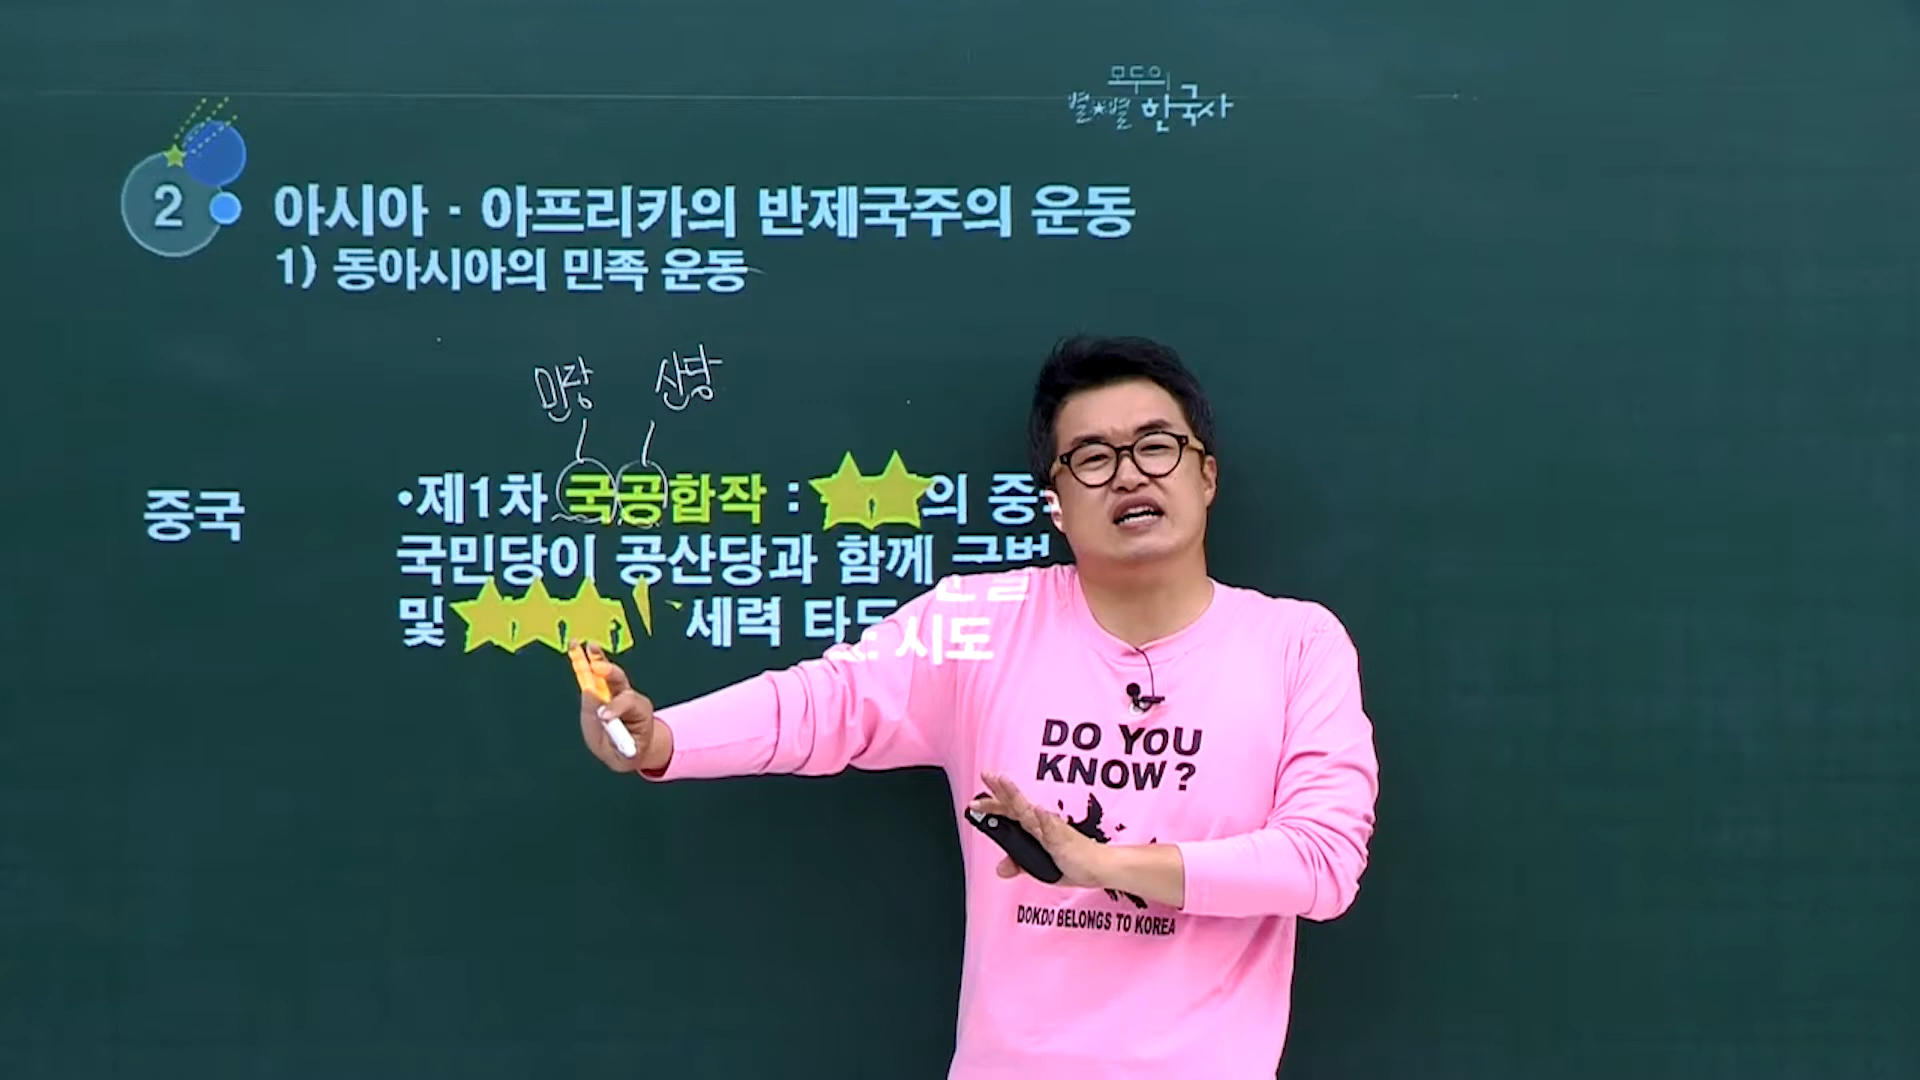 모두의
별★별 한국사
2 아시아 · 아프리카의 반제국주의 운동
1) 동아시아의 민족 운동
민당 산당
중국 •제1차 국공합작 : 의 중
국민당이 공산당과 함께 군벌
및 세력 타도 시도
DO YOU
KNOW?
DOKDO BELONGS TO KOREA